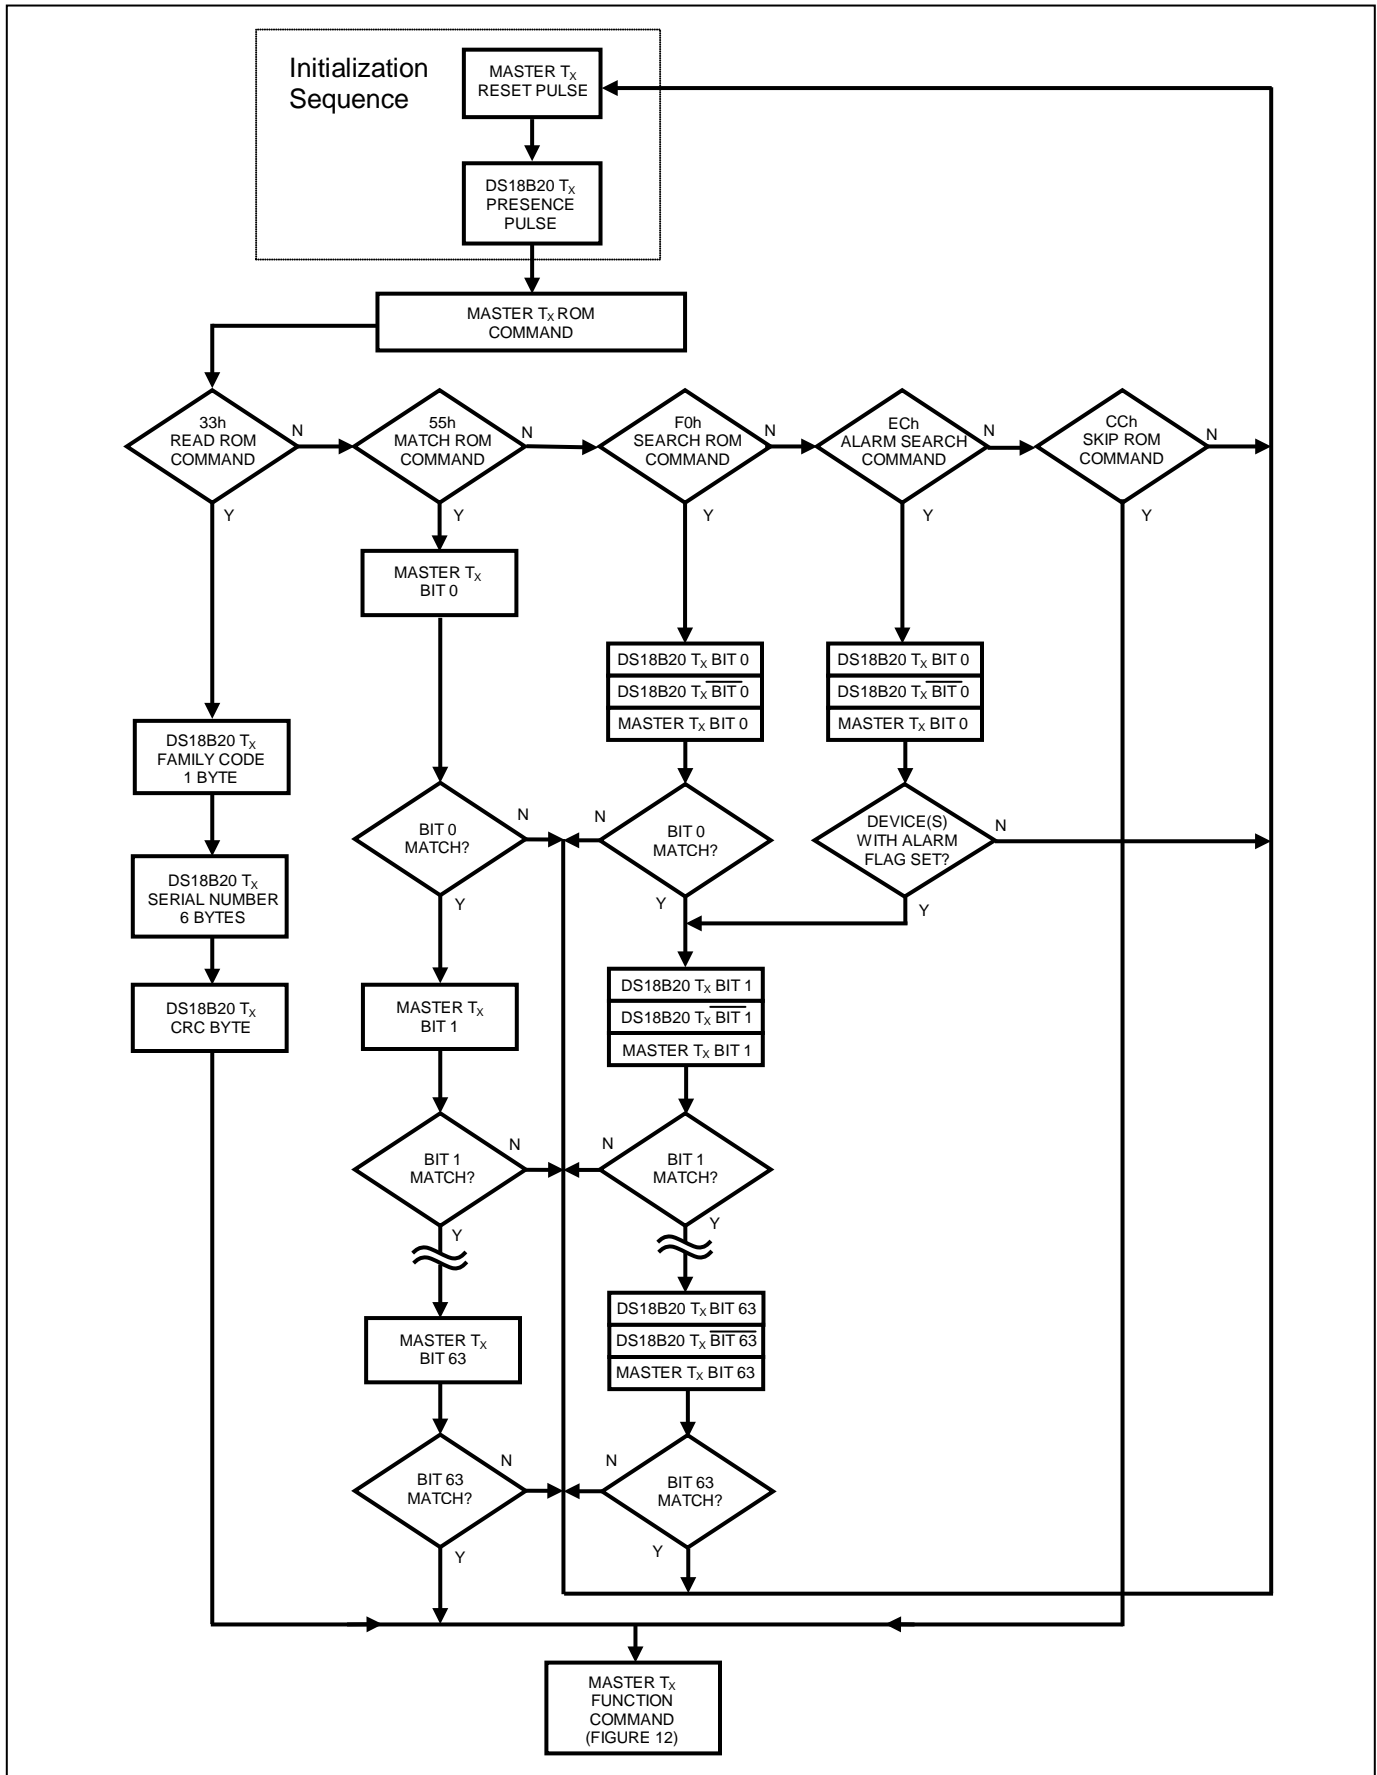 Initialization
Sequence
MASTER TX
RESET PULSE
DS18B20 TX
PRESENCE
PULSE
MASTER TX ROM
COMMAND
33h
READ ROM
COMMAND
N
Y
55h
MATCH ROM
COMMAND
N
Y
F0h
SEARCH ROM
COMMAND
N
Y
ECh
ALARM SEARCH
COMMAND
N
Y
CCh
SKIP ROM
COMMAND
N
Y
MASTER TX
BIT 0
DS18B20 TX BIT 0
DS18B20 TX BIT 0
MASTER TX BIT 0
DS18B20 TX BIT 0
DS18B20 TX BIT 0
MASTER TX BIT 0
DS18B20 TX
FAMILY CODE
1 BYTE
BIT 0
MATCH?
N
Y
N
BIT 0
MATCH?
Y
DEVICE(S)
WITH ALARM
FLAG SET?
N
Y
DS18B20 TX
SERIAL NUMBER
6 BYTES
DS18B20 TX
CRC BYTE
MASTER TX
BIT 1
DS18B20 TX BIT 1
DS18B20 TX BIT 1
MASTER TX BIT 1
BIT 1
MATCH?
N
Y
N
BIT 1
MATCH?
Y
MASTER TX
BIT 63
DS18B20 TX BIT 63
DS18B20 TX BIT 63
MASTER TX BIT 63
BIT 63
MATCH?
N
Y
N
BIT 63
MATCH?
Y
MASTER TX
FUNCTION
COMMAND
(FIGURE 12)